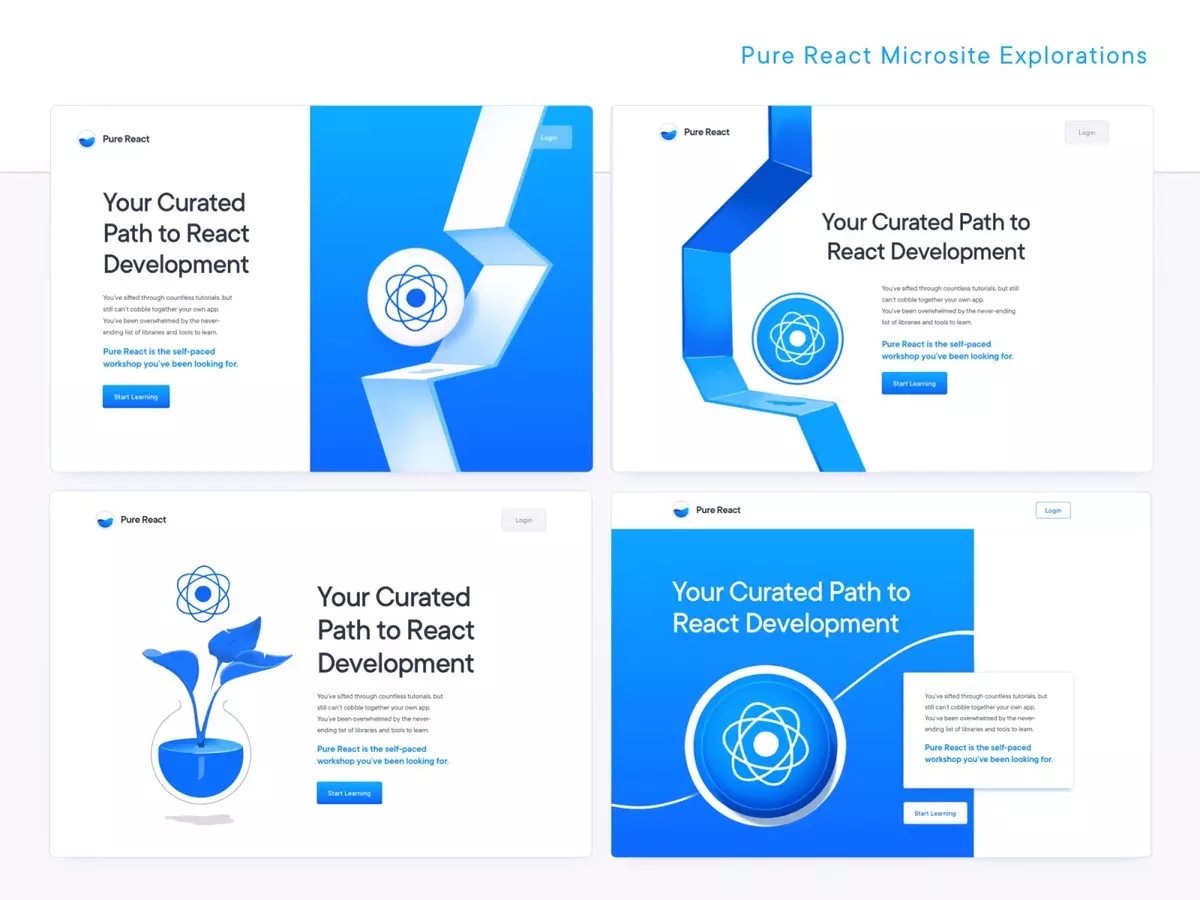 Pure React Microsite Explorations
Pure React
Login
Your Curated
Path to React
Development
You've sifted through countless tutorials, but
still can't cobble together your own app
You've been overwhelmed by the never-
ending list of libraries and tools to learn.
Pure React is the self-paced
workshop you've been looking for.
Start Learning
Pure React
Login
Your Curated Path to
React Development
You've sifted through countless tutorials, but still
can't cobble together your own app.
You've been overwhelmed by the never-ending
list of libraries and tools to learn.
Pure React is the self-paced
workshop you've been looking for.
Start Learning
Pure React
Login
Your Curated
Path to React
Development
You've sifted through countless tutorials, but
still can't cobble together your own app.
You've been overwhelmed by the never-
ending list of libraries and tools to learn.
Pure React is the self-paced
workshop you've been looking for.
Start Learning
Pure React
Login
Your Curated Path to
React Development
You've sifted through countless tutorials, but
still can't cobble together your own app.
You've been overwhelmed by the never-
ending list of libraries and tools to learn.
Pure React is the self-paced
workshop you've been looking for.
Start Learning